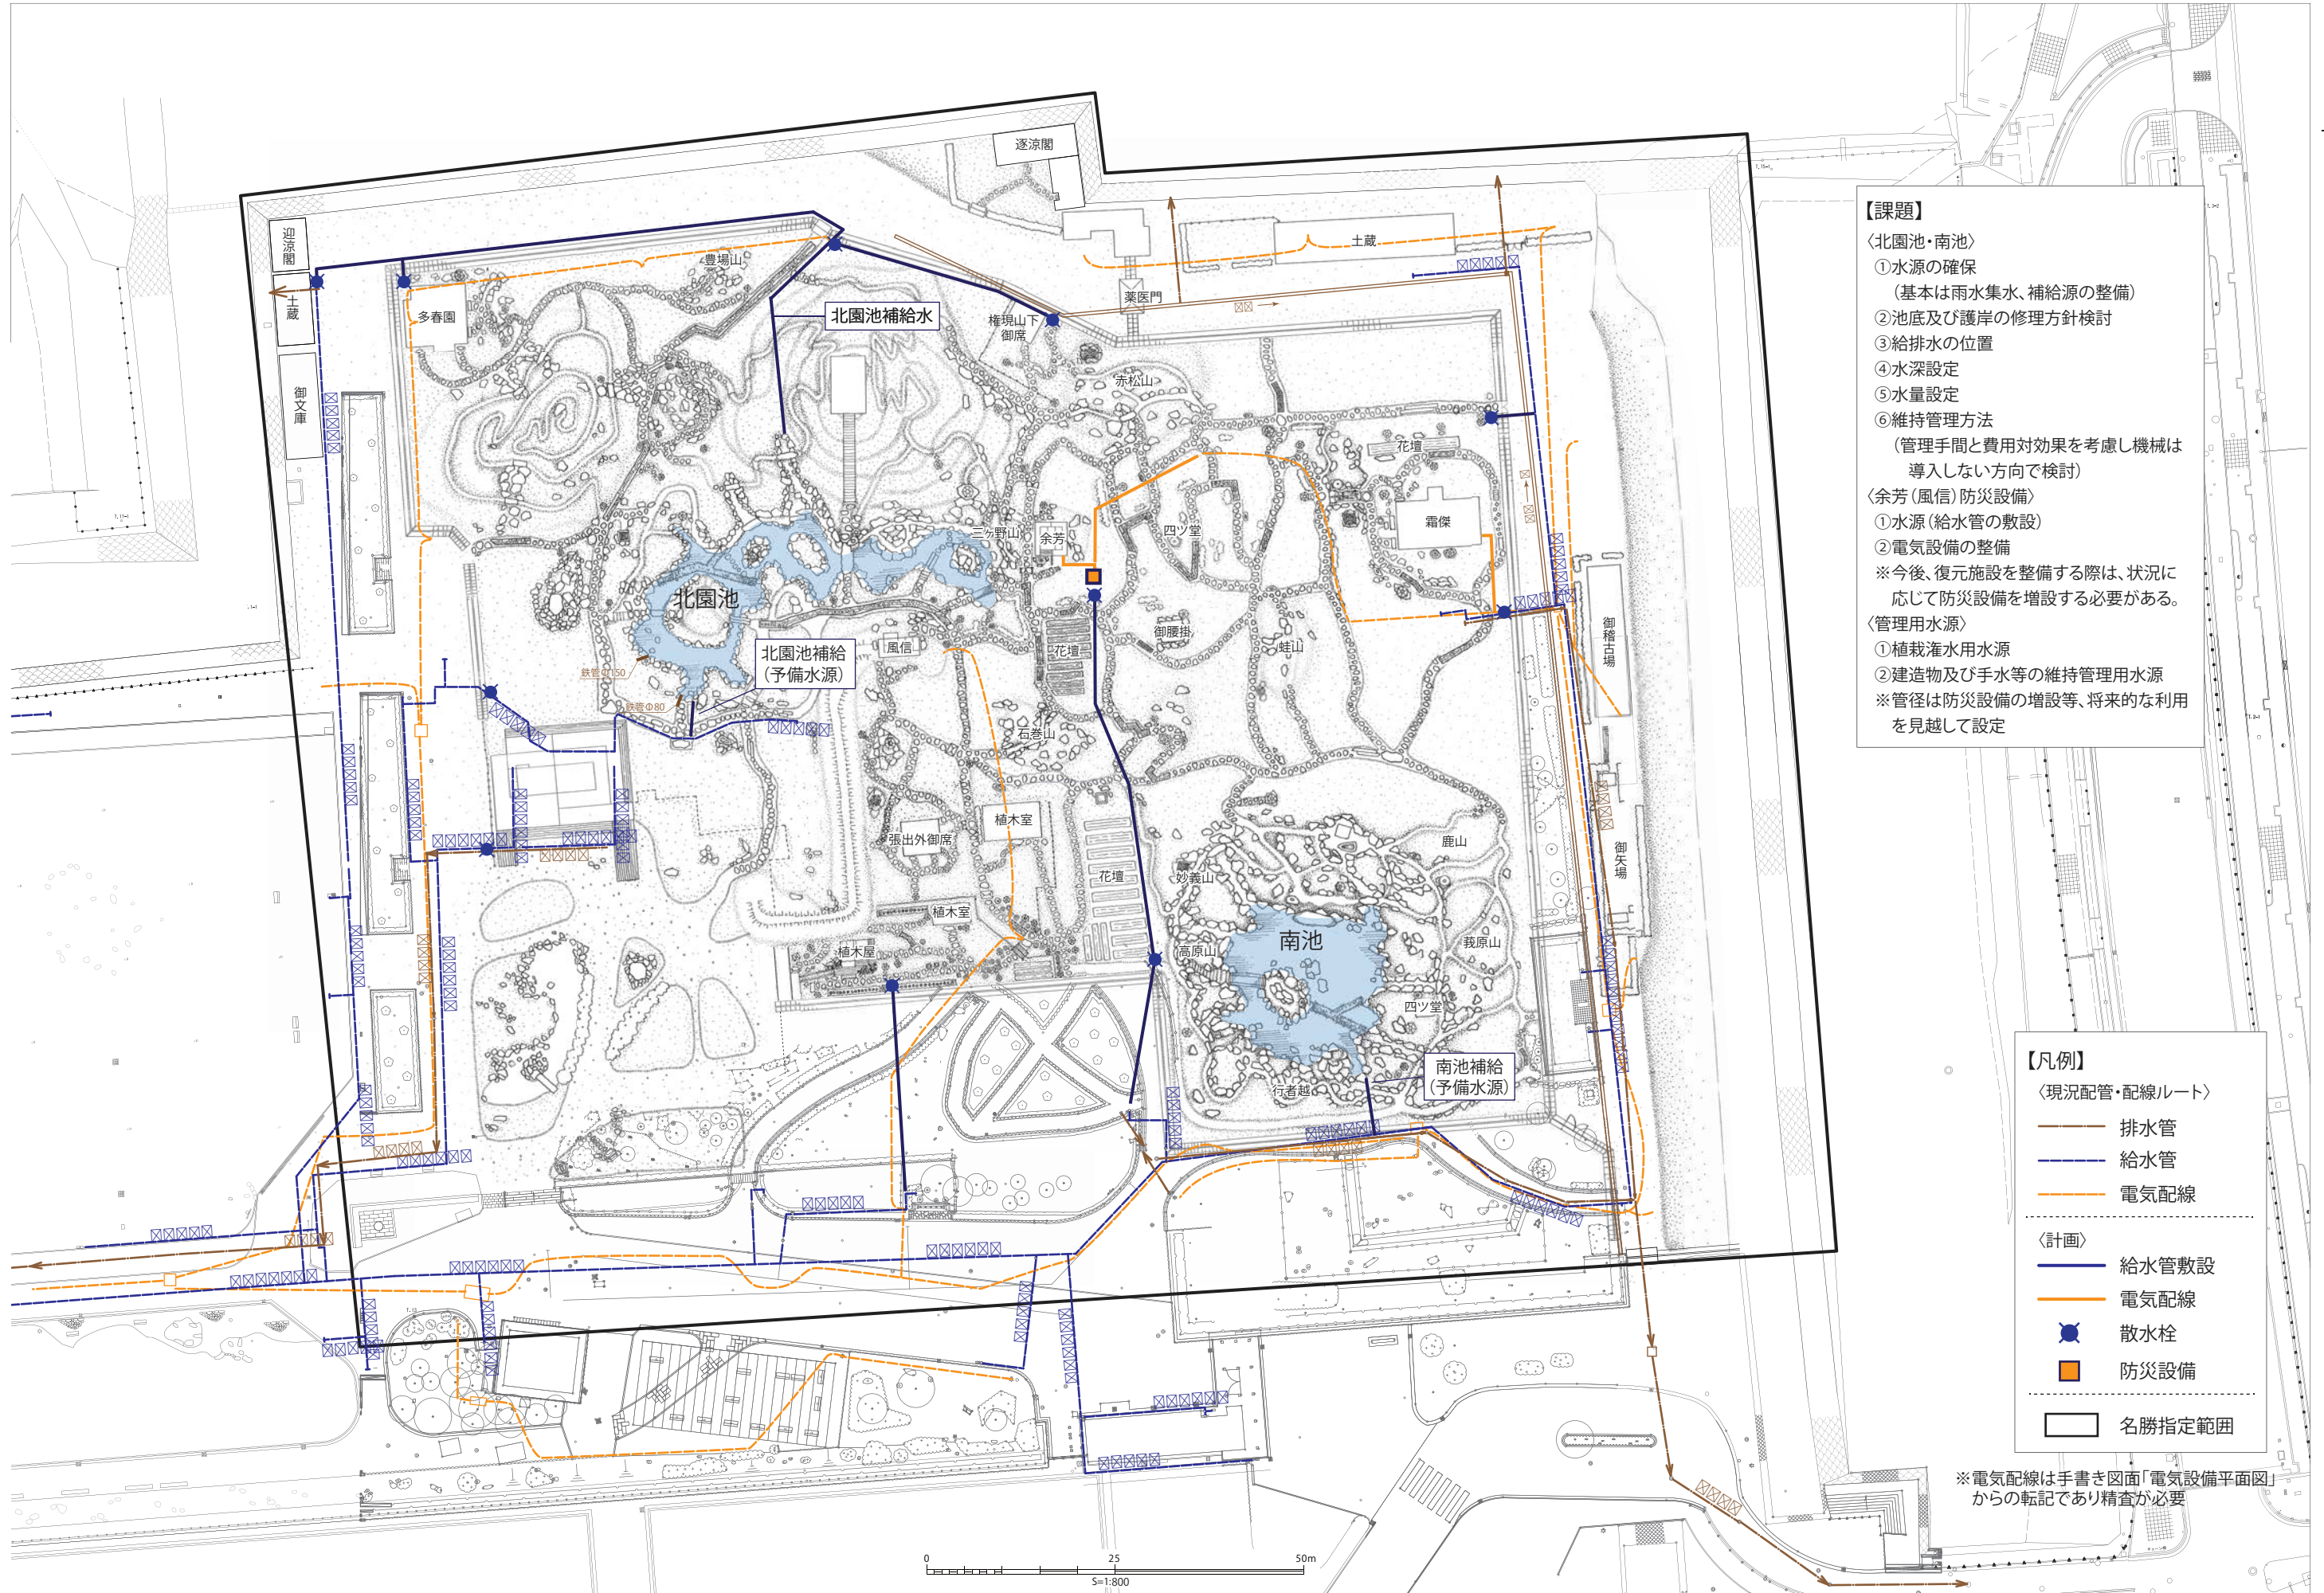 逐涼閣
迎涼閣
土蔵
御文庫
多春園
豊場山
北園池補給水
権現山下
御席
薬医門
土蔵
赤松山
花壇
霜傑
四ツ堂
三ヶ野山
余芳
北園池
鉄管Φ150
鉄管Φ80
北園池補給
(予備水源)
風信
花壇
御腰掛
蛙山
御稽古場
石巻山
植木室
張出外御席
植木室
植木屋
花壇
妙義山
鹿山
御矢場
高原山
南池
莪原山
四ツ堂
行者越
南池補給
(予備水源)
【課題】
〈北園池・南池〉
①水源の確保
(基本は雨水集水、補給源の整備)
②池底及び護岸の修理方針検討
③給排水の位置
④水深設定
⑤水量設定
⑥維持管理方法
(管理手間と費用対効果を考慮し機械は
導入しない方向で検討)
〈余芳(風信)防災設備〉
①水源(給水管の敷設)
②電気設備の整備
※今後、復元施設を整備する際は、状況に
応じて防災設備を増設する必要がある。
〈管理用水源〉
①植栽潅水用水源
②建造物及び手水等の維持管理用水源
※管径は防災設備の増設等、将来的な利用
を見越して設定
【凡例】
〈現況配管・配線ルート〉
排水管
給水管
電気配線
〈計画〉
給水管敷設
電気配線
散水栓
防災設備
名勝指定範囲
※電気配線は手書き図面「電気設備平面図」
からの転記であり精査が必要
0 25 50m
S=1:800